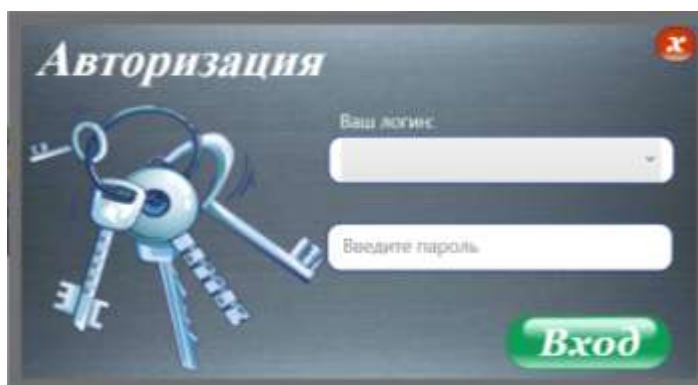 Авторизация
x
Ваш логин:
Введите пароль
Вход